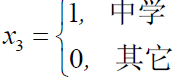 x₃ = { 1, 中学
0, 其它